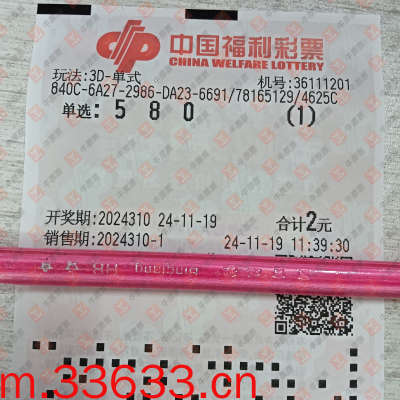 中国福利彩票
CHINA WELFARE LOTTERY
玩法:3D-单式 机号:36111201
840C-6A27-2986-DA23-6691/78165129/4625C
单选: 5 8 0 (1)
开奖期:2024310 24-11-19 合计2元
销售期:2024310-1 24-11-19 11:39:30
m.33633.cn